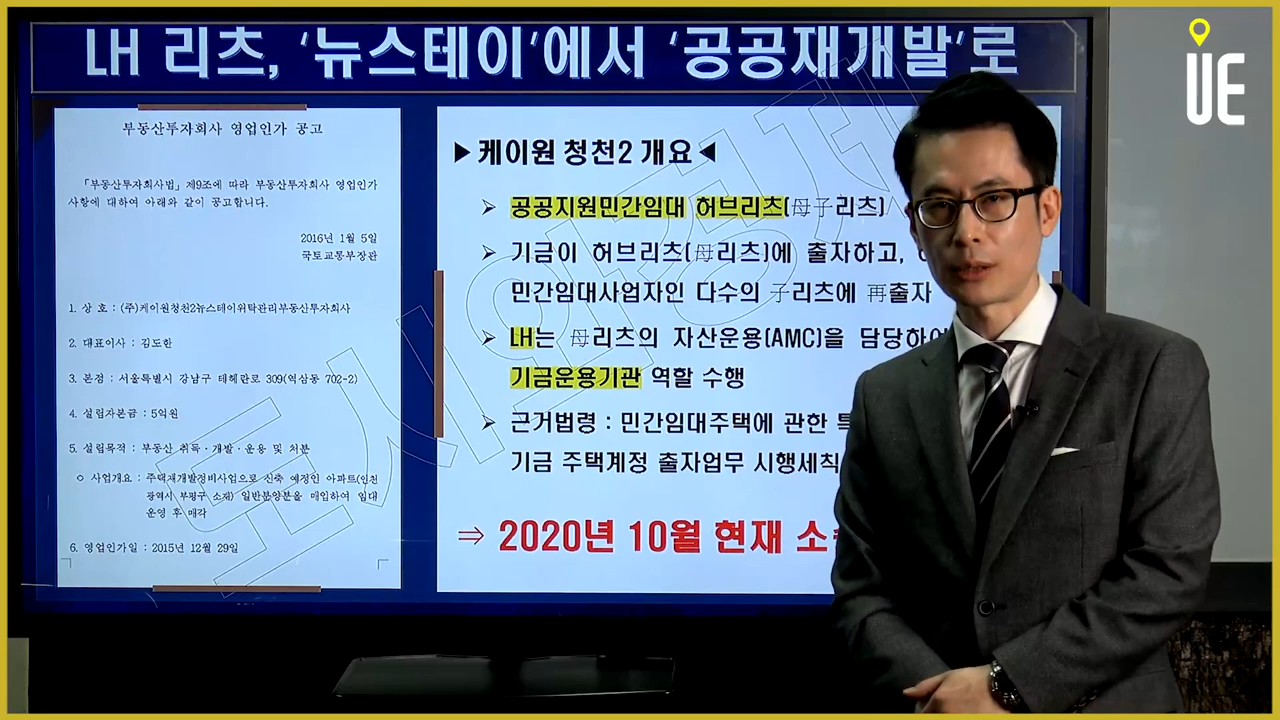 LH 리츠, ‘뉴스테이’에서 ‘공공재개발’로
UE
부동산투자회사 영업인가 공고
「부동산투자회사법」 제9조에 따라 부동산투자회사 영업인가
사항에 대하여 아래와 같이 공고합니다.
2016년 1월 5일
국토교통부장관
1. 상 호 : (주)케이원청천2뉴스테이위탁관리부동산투자회사
2. 대표이사 : 김도한
3. 본점 : 서울특별시 강남구 테헤란로 309(역삼동 702-2)
4. 설립자본금 : 5억원
5. 설립목적 : 부동산 취득·개발·운용 및 처분
ㅇ 사업개요 : 주택재개발정비사업으로 신축 예정인 아파트(인천
광역시 부평구 소재) 일반분양분을 매입하여 임대
운영 후 매각
6. 영업인가일 : 2015년 12월 29일
▶케이원 청천2 개요◀
➢ 공공지원민간임대 허브리츠(母子리츠)
➢ 기금이 허브리츠(母리츠)에 출자하고,
민간임대사업자인 다수의 子리츠에 再출자
➢ LH는 母리츠의 자산운용(AMC)을 담당하여
기금운용기관 역할 수행
➢ 근거법령 : 민간임대주택에 관한
기금 주택계정 출자업무 시행세칙
⇒ 2020년 10월 현재
도시와경제